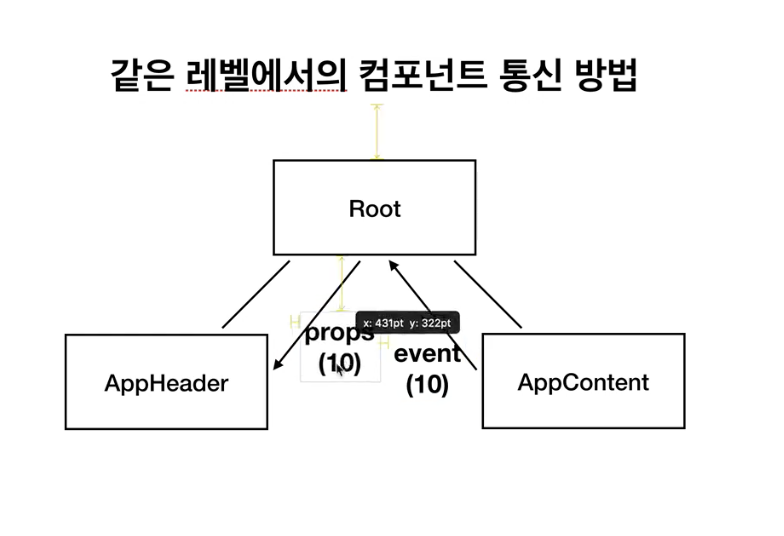 같은 레벨에서의 컴포넌트 통신 방법
Root
x: 431pt y: 322pt
props
(10)
event
(10)
AppHeader
AppContent